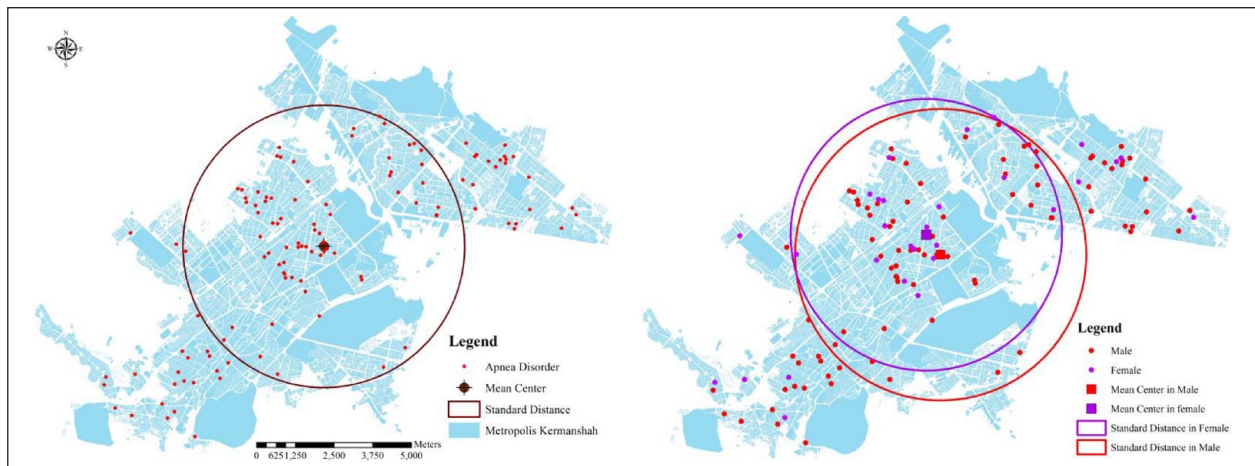 N
W E
S
Legend
Apnea Disorder
Mean Center
Standard Distance
Metropolis Kermanshah
Meters
0 625 1,250 2,500 3,750 5,000
Legend
Male
Female
Mean Center in Male
Mean Center in female
Standard Distance in Female
Standard Distance in Male